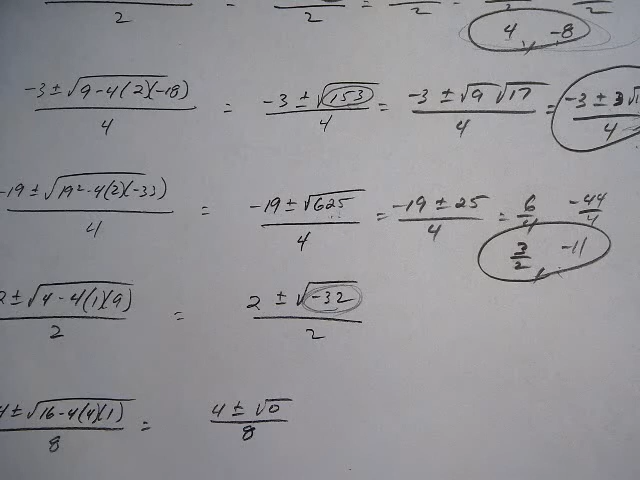 2 2 = 2 - 2 2
4, -8
-3 ± √9-4(2)(-18) / 4 = -3 ± √153 / 4 = -3 ± √9 √17 / 4 = -3 ± 3√1 / 4
-19 ± √19²-4(2)(-33) / 4 = -19 ± √625 / 4 = -19 ± 25 / 4 = 6/4 -44/4
3/2, -11
2 ± √4-4(1)(9) / 2 = 2 ± √-32 / 2
4 ± √16-4(4)(1) / 8 = 4 ± √0 / 8